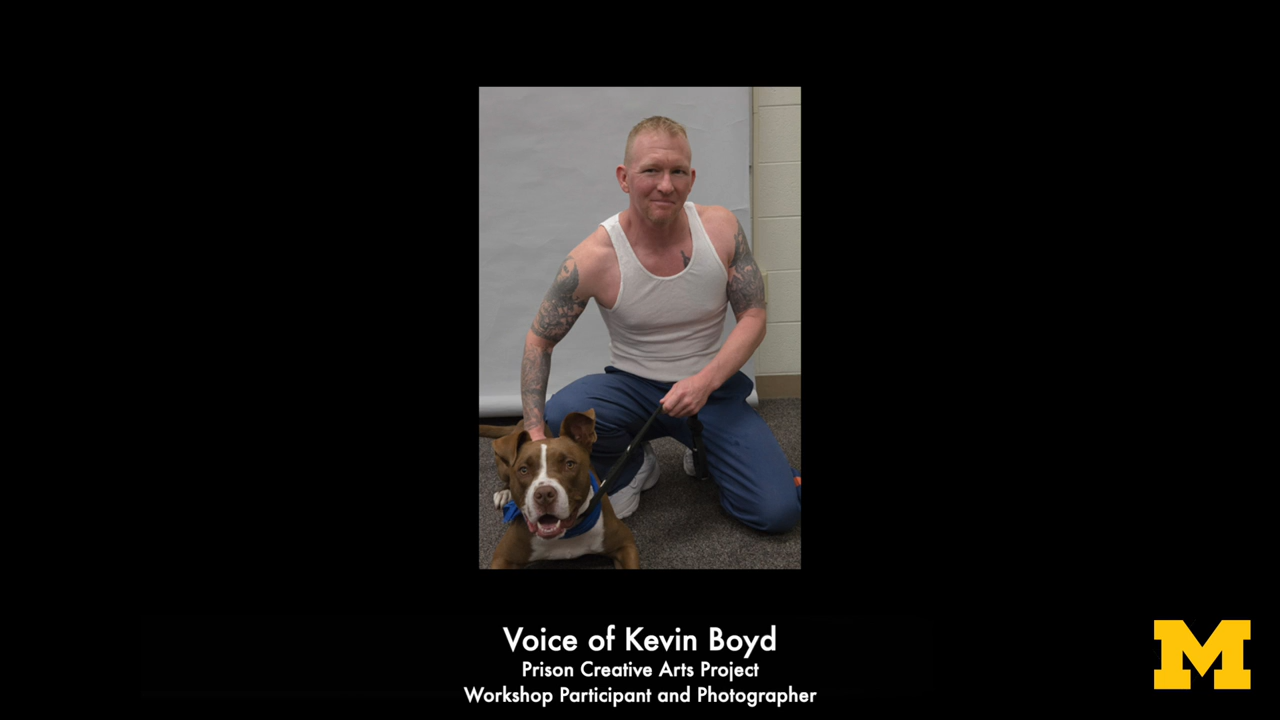 Voice of Kevin Boyd
Prison Creative Arts Project
Workshop Participant and Photographer
M